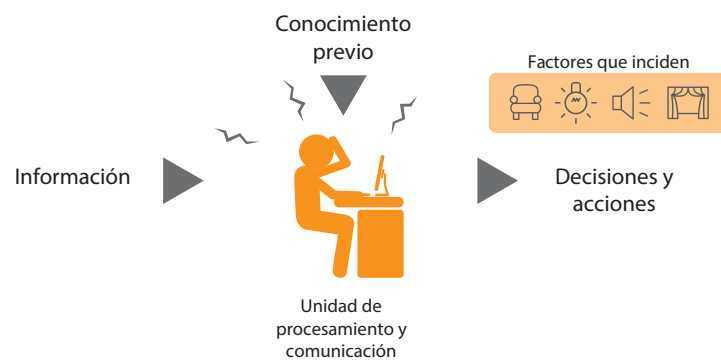 Conocimiento
previo
Factores que inciden
Información
Decisiones y
acciones
Unidad de
procesamiento y
comunicación